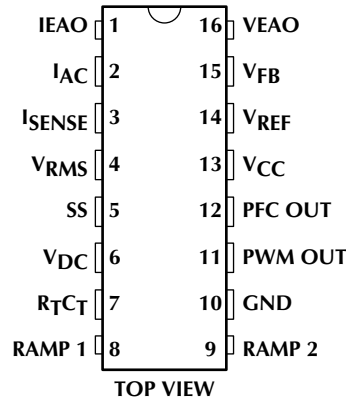 IEAO 1 16 VEAO
IAC 2 15 VFB
ISENSE 3 14 VREF
VRMS 4 13 VCC
SS 5 12 PFC OUT
VDC 6 11 PWM OUT
RTCT 7 10 GND
RAMP 1 8 9 RAMP 2
TOP VIEW